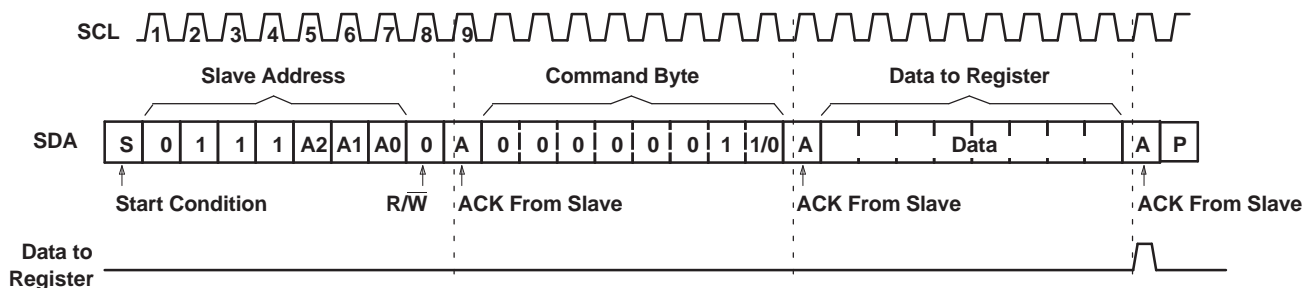 SCL 1 2 3 4 5 6 7 8 9
Slave Address Command Byte Data to Register
SDA S 0 1 1 1 A2 A1 A0 0 A 0 0 0 0 0 0 1 1/0 A Data A P
Start Condition R/W ACK From Slave ACK From Slave ACK From Slave
Data to
Register